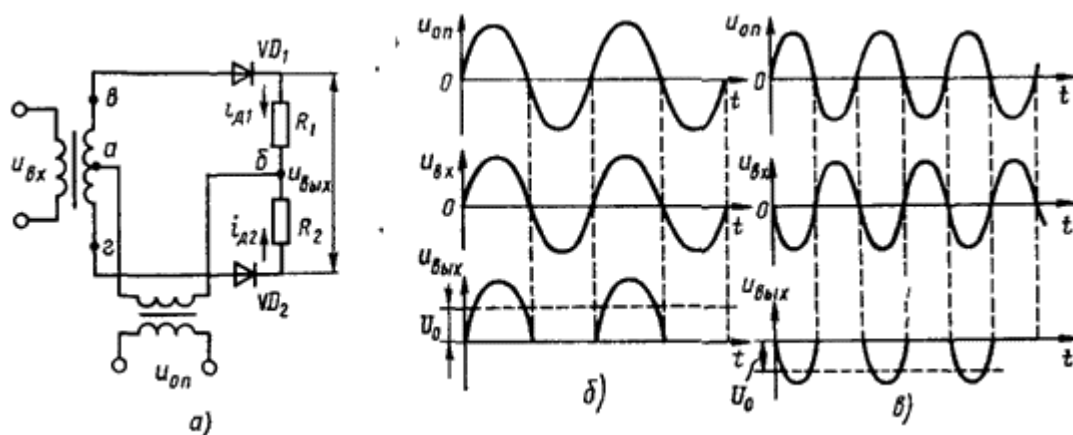 VD₁
в
i_д1
R₁
а
u_вх
б
u_вых
i_д2
R₂
г
VD₂
u_оп
а)
u_оп
0
t
u_вх
0
t
u_вых
U₀
t
б)
u_оп
0
t
u_вх
0
t
u_вых
t
U₀
в)